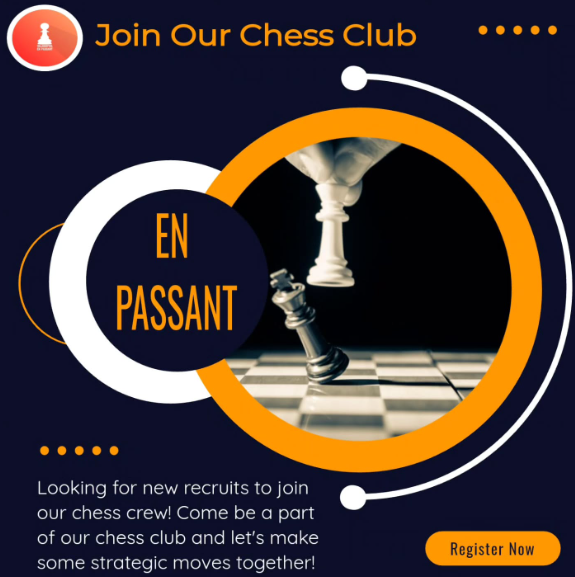 Join Our Chess Club
EN
PASSANT
Looking for new recruits to join
our chess crew! Come be a part
of our chess club and let's make
some strategic moves together!
Register Now